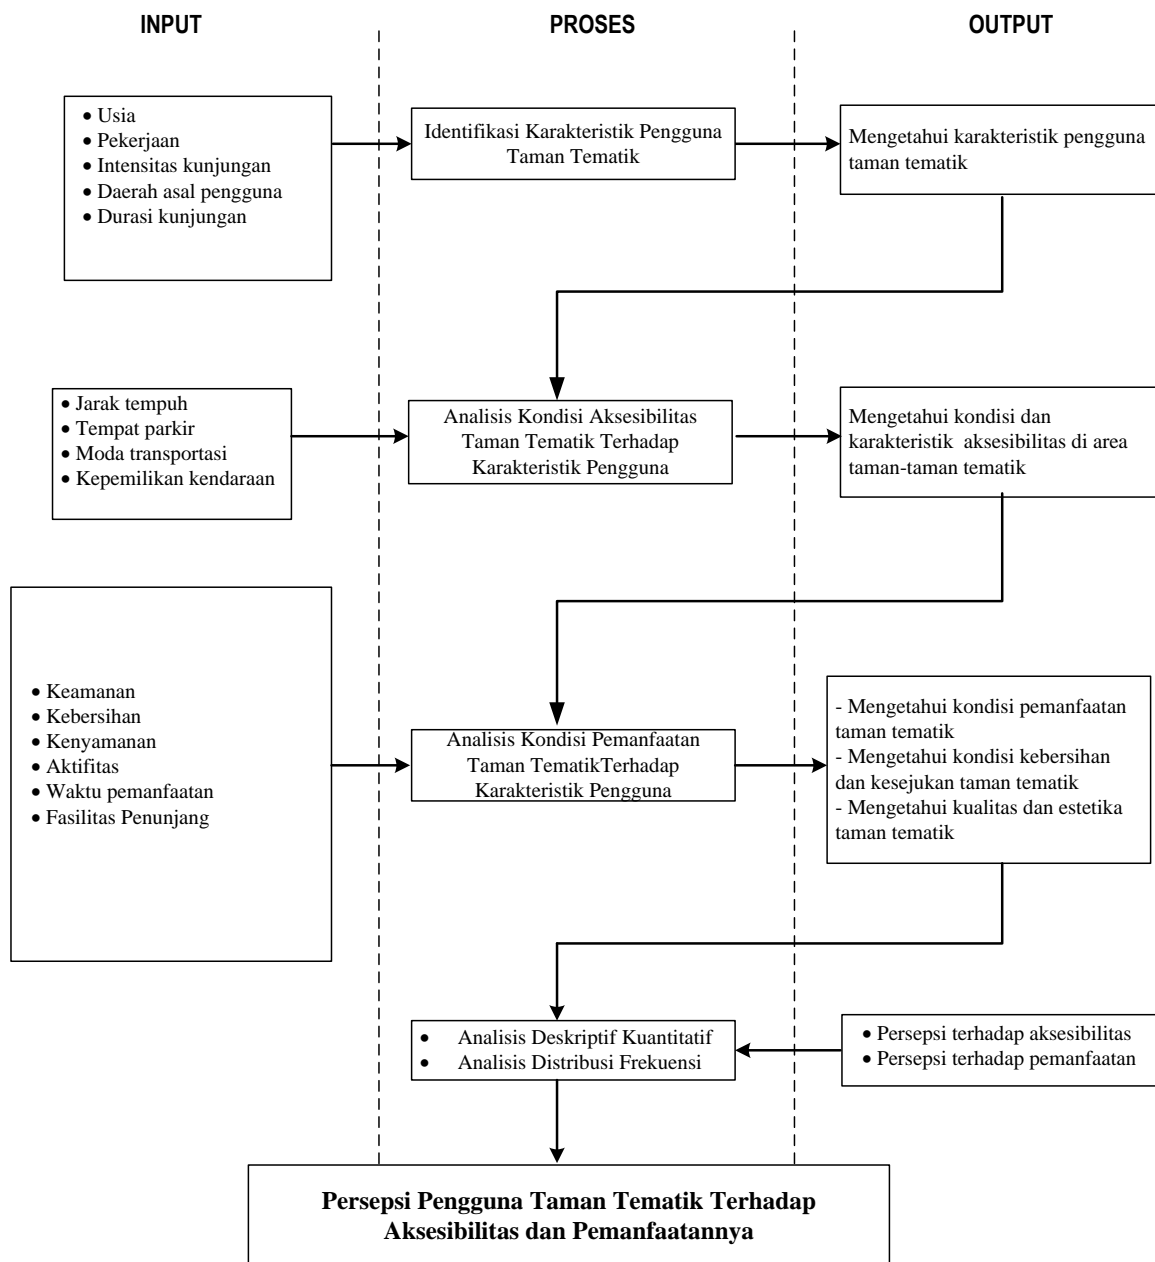 INPUT
PROSES
OUTPUT
• Usia
• Pekerjaan
• Intensitas kunjungan
• Daerah asal pengguna
• Durasi kunjungan
Identifikasi Karakteristik Pengguna
Taman Tematik
Mengetahui karakteristik pengguna
taman tematik
• Jarak tempuh
• Tempat parkir
• Moda transportasi
• Kepemilikan kendaraan
Analisis Kondisi Aksesibilitas
Taman Tematik Terhadap
Karakteristik Pengguna
Mengetahui kondisi dan
karakteristik aksesibilitas di area
taman-taman tematik
• Keamanan
• Kebersihan
• Kenyamanan
• Aktifitas
• Waktu pemanfaatan
• Fasilitas Penunjang
Analisis Kondisi Pemanfaatan
Taman TematikTerhadap
Karakteristik Pengguna
- Mengetahui kondisi pemanfaatan
taman tematik
- Mengetahui kondisi kebersihan
dan kesejukan taman tematik
- Mengetahui kualitas dan estetika
taman tematik
• Analisis Deskriptif Kuantitatif
• Analisis Distribusi Frekuensi
• Persepsi terhadap aksesibilitas
• Persepsi terhadap pemanfaatan
Persepsi Pengguna Taman Tematik Terhadap
Aksesibilitas dan Pemanfaatannya